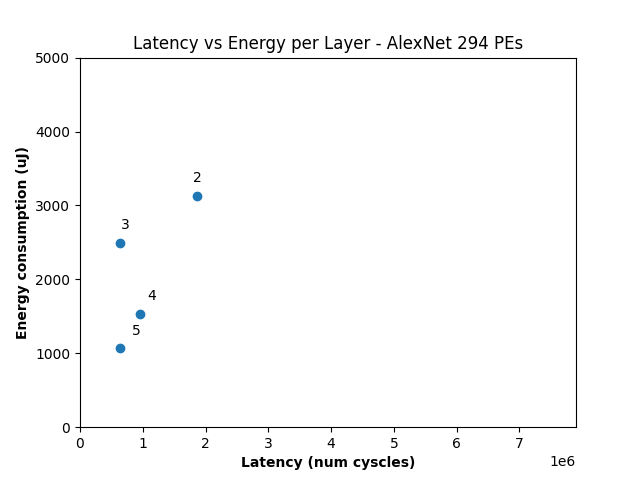 Latency vs Energy per Layer - AlexNet 294 PEs
5000
4000
3000
2000
1000
0
Energy consumption (uJ)
2
3
4
5
0 1 2 3 4 5 6 7
1e6
Latency (num cyscles)